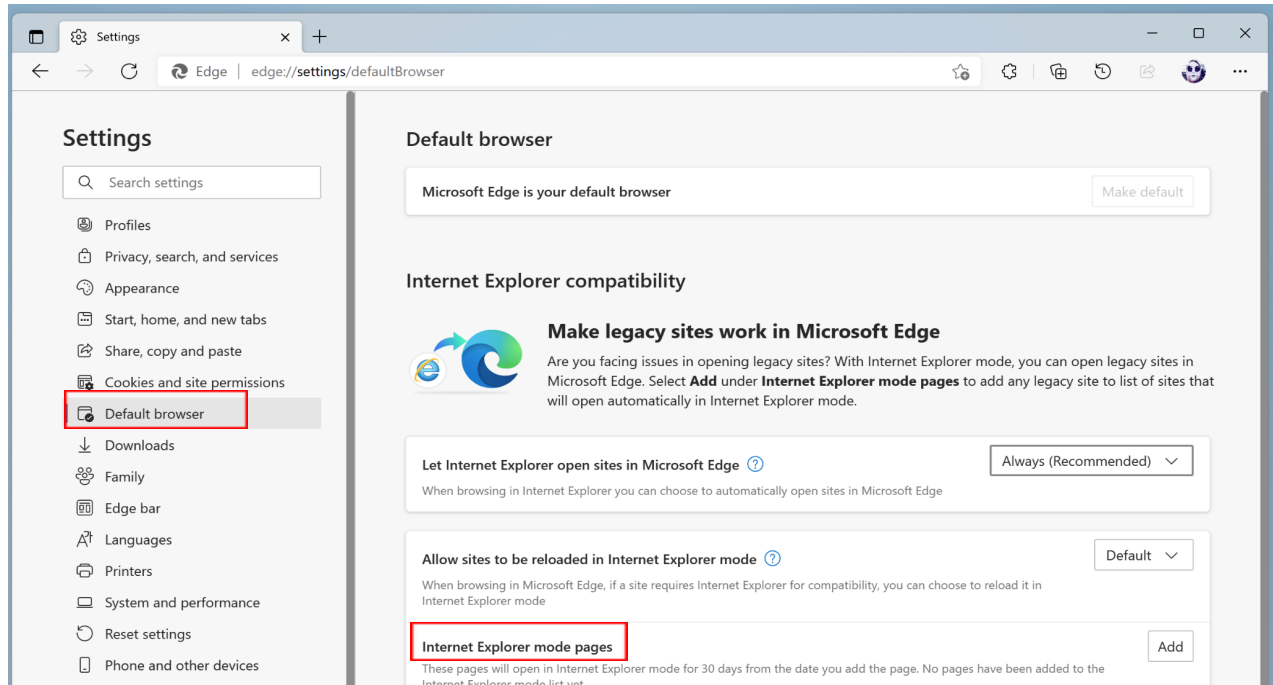 Settings
Edge | edge://settings/defaultBrowser
Settings
Search settings
Profiles
Privacy, search, and services
Appearance
Start, home, and new tabs
Share, copy and paste
Cookies and site permissions
Default browser
Downloads
Family
Edge bar
Languages
Printers
System and performance
Reset settings
Phone and other devices
Default browser
Microsoft Edge is your default browser
Make default
Internet Explorer compatibility
Make legacy sites work in Microsoft Edge
Are you facing issues in opening legacy sites? With Internet Explorer mode, you can open legacy sites in
Microsoft Edge. Select Add under Internet Explorer mode pages to add any legacy site to list of sites that
will open automatically in Internet Explorer mode.
Let Internet Explorer open sites in Microsoft Edge
Always (Recommended)
When browsing in Internet Explorer you can choose to automatically open sites in Microsoft Edge
Allow sites to be reloaded in Internet Explorer mode
Default
When browsing in Microsoft Edge, if a site requires Internet Explorer for compatibility, you can choose to reload it in
Internet Explorer mode
Internet Explorer mode pages
Add
These pages will open in Internet Explorer mode for 30 days from the date you add the page. No pages have been added to the
Internet Explorer mode list yet